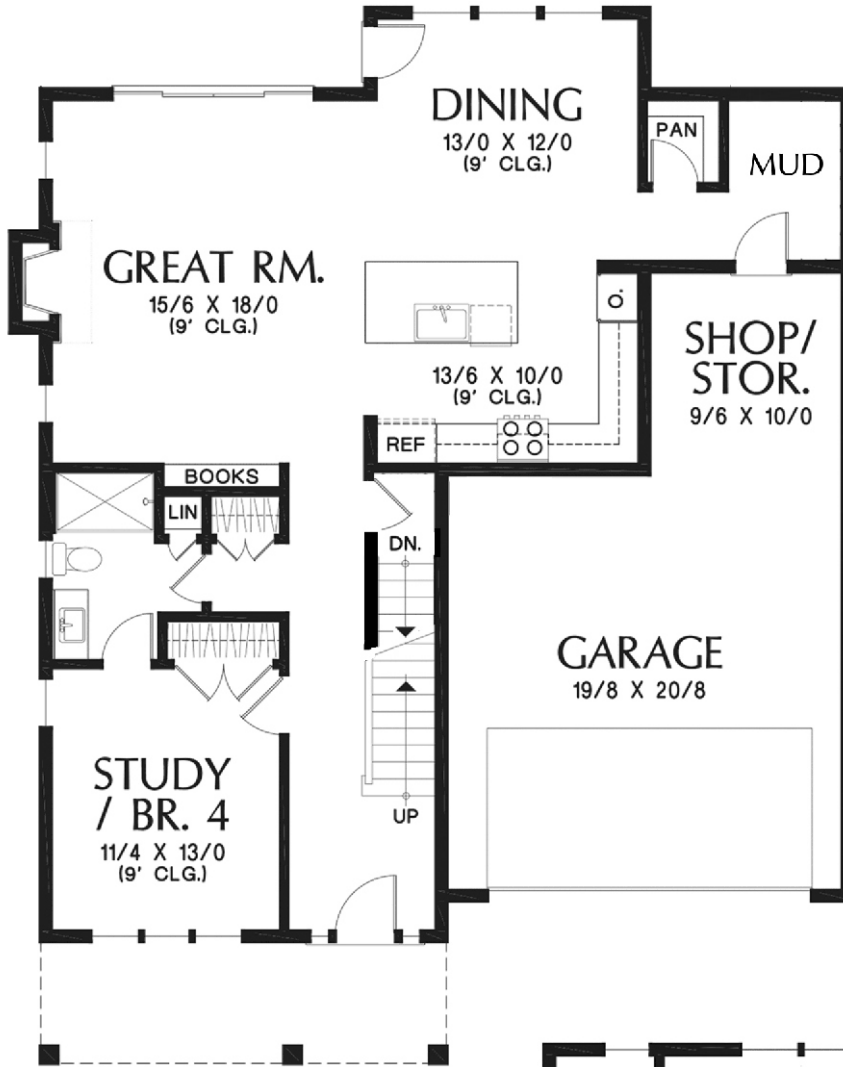 DINING
13/0 X 12/0
(9' CLG.)
PAN
MUD
GREAT RM.
15/6 X 18/0
(9' CLG.)
13/6 X 10/0
(9' CLG.)
SHOP/
STOR.
9/6 X 10/0
REF
BOOKS
LIN
DN.
GARAGE
19/8 X 20/8
STUDY
/ BR. 4
11/4 X 13/0
(9' CLG.)
UP